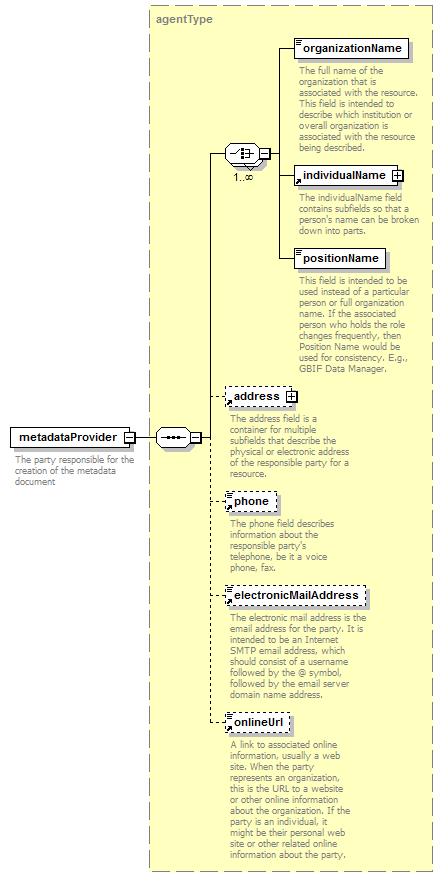 agentType
organizationName
The full name of the
organization that is
associated with the resource.
This field is intended to
describe which institution or
overall organization is
associated with the resource
being described.
1..∞
individualName
The individualName field
contains subfields so that a
person's name can be broken
down into parts.
positionName
This field is intended to be
used instead of a particular
person or full organization
name. If the associated
person who holds the role
changes frequently, then
Position Name would be
used for consistency. E.g.,
GBIF Data Manager.
address
The address field is a
container for multiple
subfields that describe the
physical or electronic address
of the responsible party for a
resource.
metadataProvider
The party responsible for the
creation of the metadata
document
phone
The phone field describes
information about the
responsible party's
telephone, be it a voice
phone, fax.
electronicMailAddress
The electronic mail address is the
email address for the party. It is
intended to be an Internet
SMTP email address, which
should consist of a username
followed by the @ symbol,
followed by the email server
domain name address.
onlineUrl
A link to associated online
information, usually a web
site. When the party
represents an organization,
this is the URL to a website
or other online information
about the organization. If the
party is an individual, it
might be their personal web
site or other related online
information about the party.